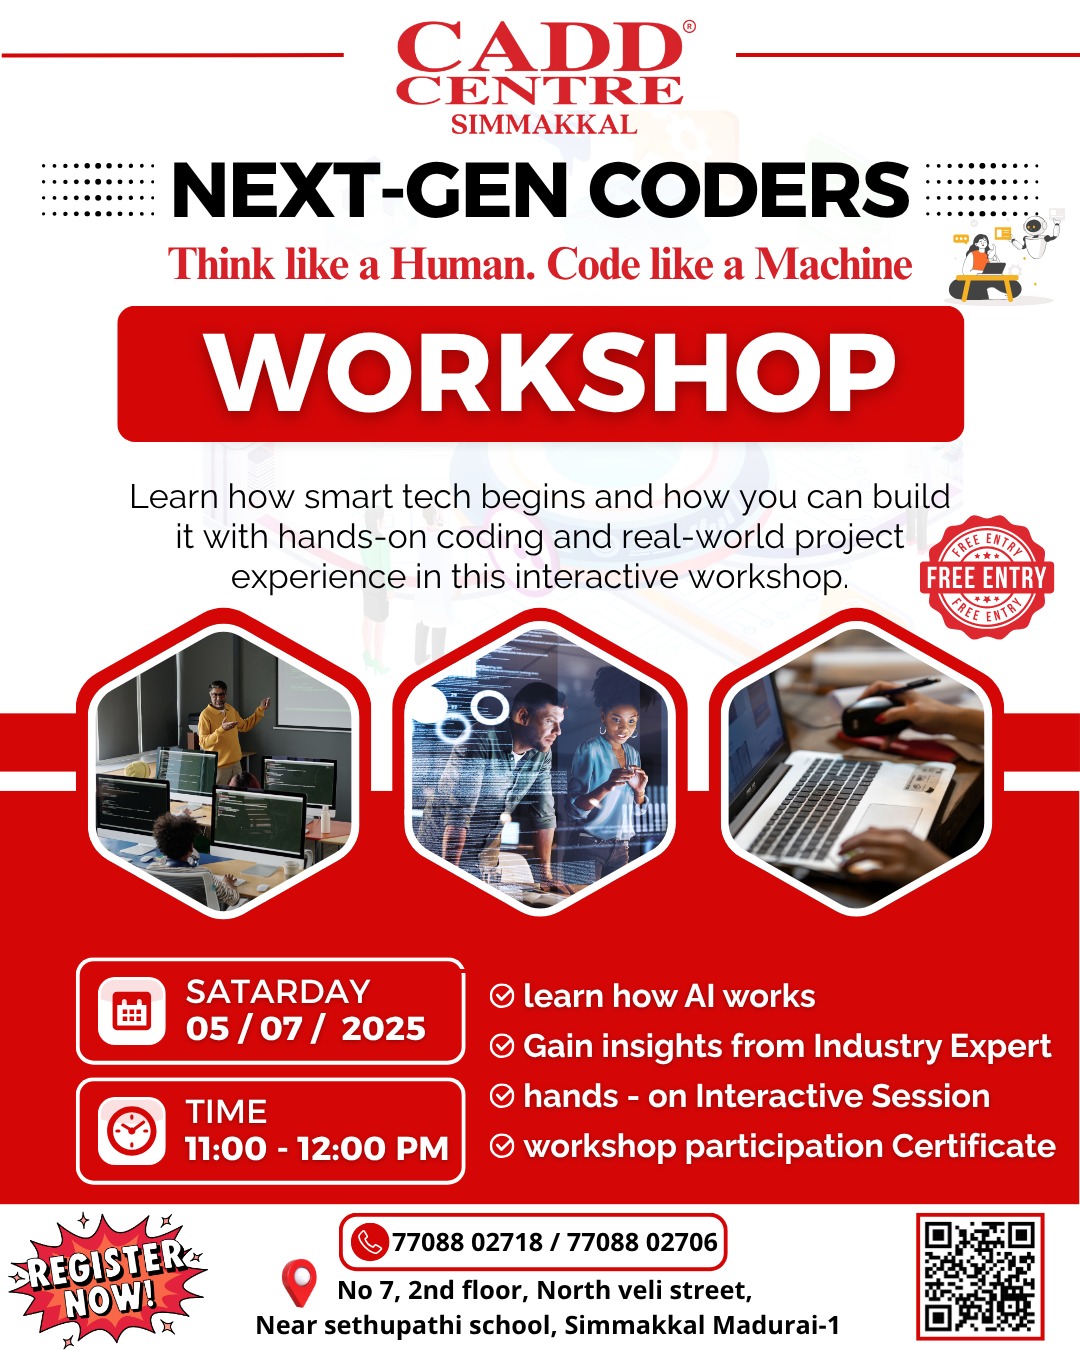 CADD®
CENTRE
SIMMAKKAL
NEXT-GEN CODERS
Think like a Human. Code like a Machine
WORKSHOP
Learn how smart tech begins and how you can build
it with hands-on coding and real-world project
experience in this interactive workshop.
FREE ENTRY
FREE ENTRY
FREE ENTRY
SATARDAY
05 / 07 / 2025
TIME
11:00 - 12:00 PM
learn how AI works
Gain insights from Industry Expert
hands - on Interactive Session
workshop participation Certificate
REGISTER
NOW!
77088 02718 / 77088 02706
No 7, 2nd floor, North veli street,
Near sethupathi school, Simmakkal Madurai-1